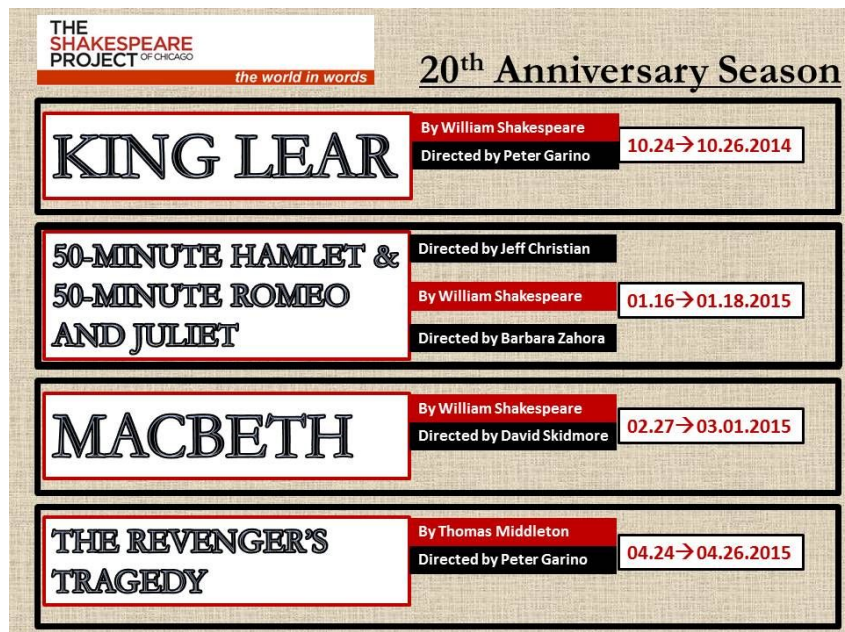 THE
SHAKESPEARE
PROJECT OF CHICAGO
the world in words
20th Anniversary Season
KING LEAR
By William Shakespeare
Directed by Peter Garino
10.24→10.26.2014
50-MINUTE HAMLET &
50-MINUTE ROMEO
AND JULIET
Directed by Jeff Christian
By William Shakespeare
Directed by Barbara Zahora
01.16→01.18.2015
MACBETH
By William Shakespeare
Directed by David Skidmore
02.27→03.01.2015
THE REVENGER'S
TRAGEDY
By Thomas Middleton
Directed by Peter Garino
04.24→04.26.2015